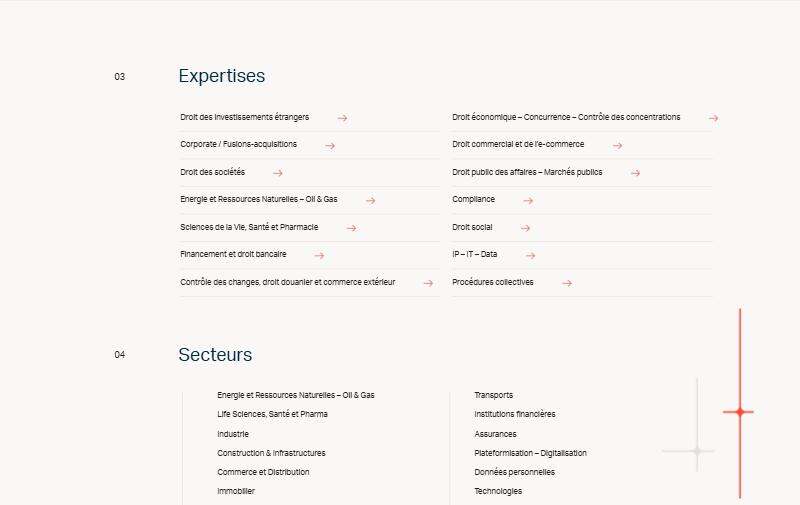 03
Expertises
Droit des investissements étrangers
Droit économique – Concurrence – Contrôle des concentrations
Corporate / Fusions-acquisitions
Droit commercial et de l'e-commerce
Droit des sociétés
Droit public des affaires – Marchés publics
Energie et Ressources Naturelles – Oil & Gas
Compliance
Sciences de la Vie, Santé et Pharmacie
Droit social
Financement et droit bancaire
IP – IT – Data
Contrôle des changes, droit douanier et commerce extérieur
Procédures collectives
04
Secteurs
Energie et Ressources Naturelles – Oil & Gas
Transports
Life Sciences, Santé et Pharma
Institutions financières
Industrie
Assurances
Construction & Infrastructures
Plateformisation – Digitalisation
Commerce et Distribution
Données personnelles
Immobilier
Technologies